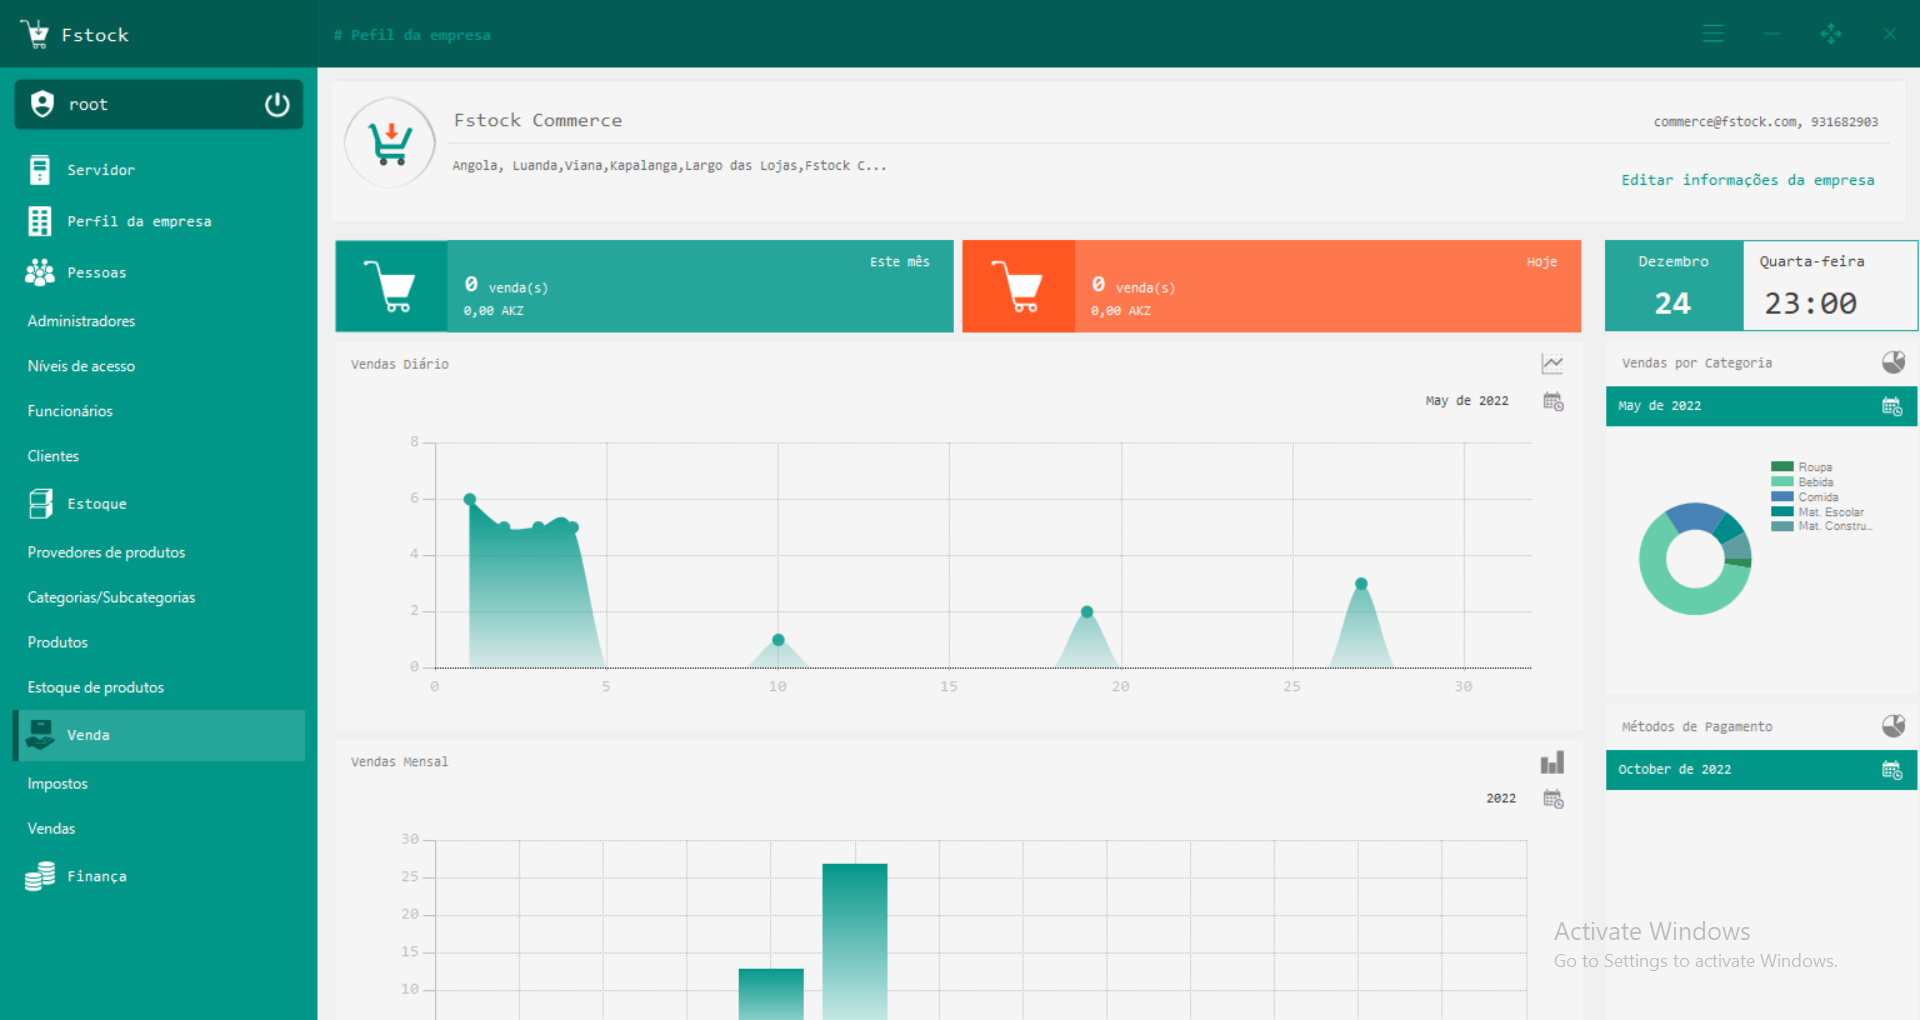 Fstock
# Pefil da empresa
root
Servidor
Perfil da empresa
Pessoas
Administradores
Níveis de acesso
Funcionários
Clientes
Estoque
Provedores de produtos
Categorias/Subcategorias
Produtos
Estoque de produtos
Venda
Impostos
Vendas
Finança
Fstock Commerce
commerce@fstock.com, 931682903
Angola, Luanda,Viana,Kapalanga,Largo das Lojas,Fstock C...
Editar informações da empresa
Este mês
0 venda(s)
0,00 AKZ
Hoje
0 venda(s)
0,00 AKZ
Dezembro
24
Quarta-feira
23:00
Vendas Diário
May de 2022
8
6
4
2
0
0 5 10 15 20 25 30
Vendas por Categoria
May de 2022
Roupa
Bebida
Comida
Mat. Escolar
Mat. Constru...
Vendas Mensal
2022
30
25
20
15
10
Métodos de Pagamento
October de 2022
Activate Windows
Go to Settings to activate Windows.